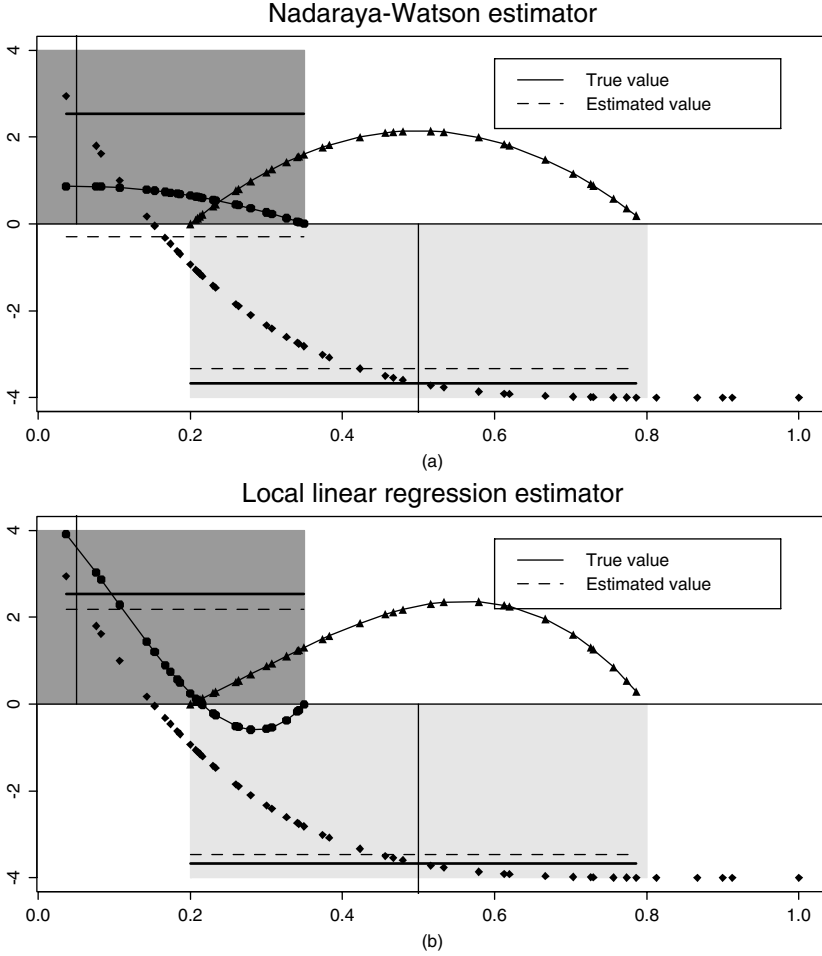 Nadaraya-Watson estimator
4
2
0
-2
-4
True value
Estimated value
0.0 0.2 0.4 0.6 0.8 1.0
(a)
Local linear regression estimator
4
2
0
-2
-4
True value
Estimated value
0.0 0.2 0.4 0.6 0.8 1.0
(b)